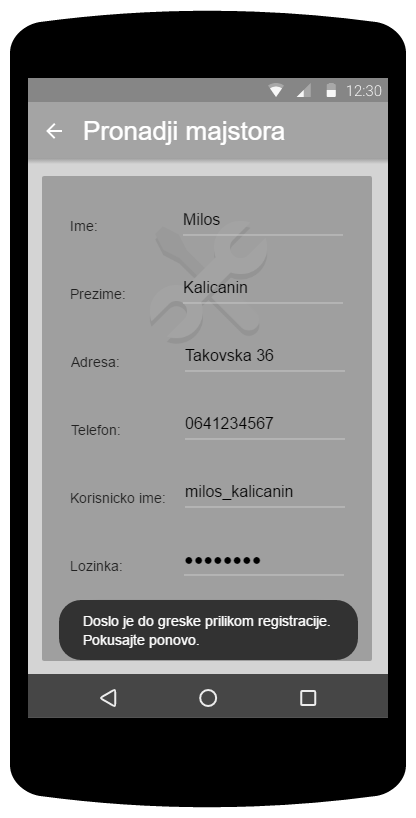 12:30
Pronadji majstora
Ime: Milos
Prezime: Kalicanin
Adresa: Takovska 36
Telefon: 0641234567
Korisnicko ime: milos_kalicanin
Lozinka: ●●●●●●●●
Doslo je do greske prilikom registracije.
Pokusajte ponovo.